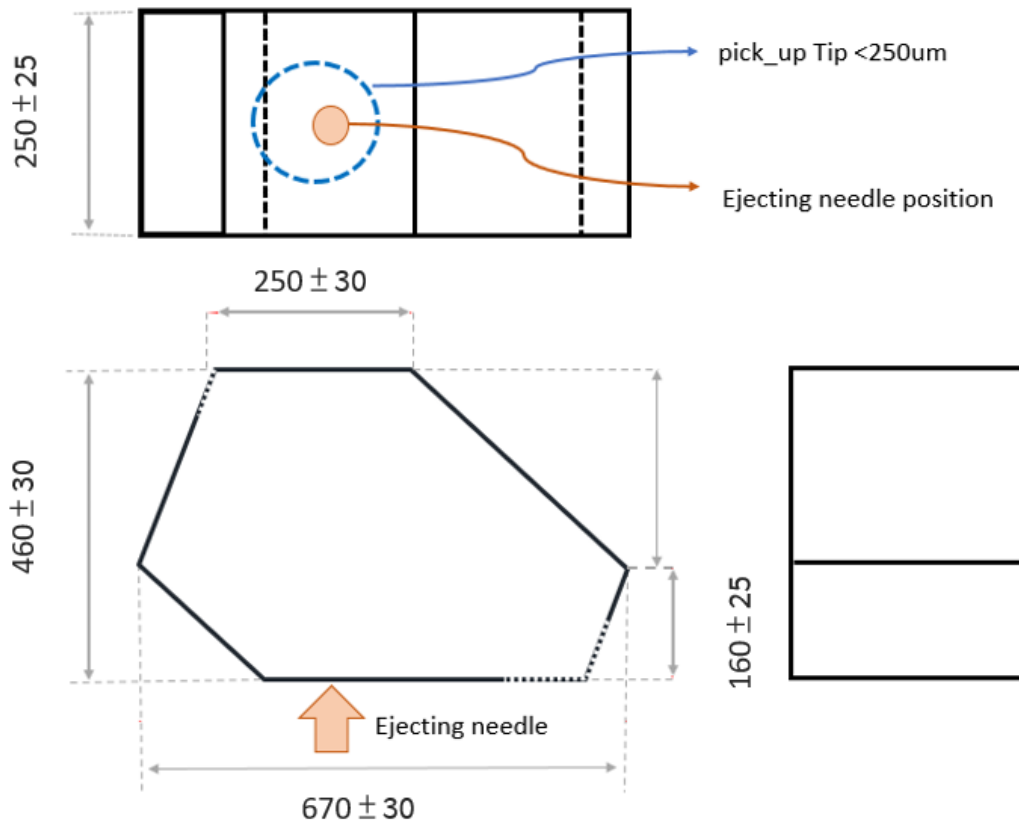 250 ± 25
pick_up Tip <250um
Ejecting needle position
250 ± 30
460 ± 30
160 ± 25
Ejecting needle
670 ± 30